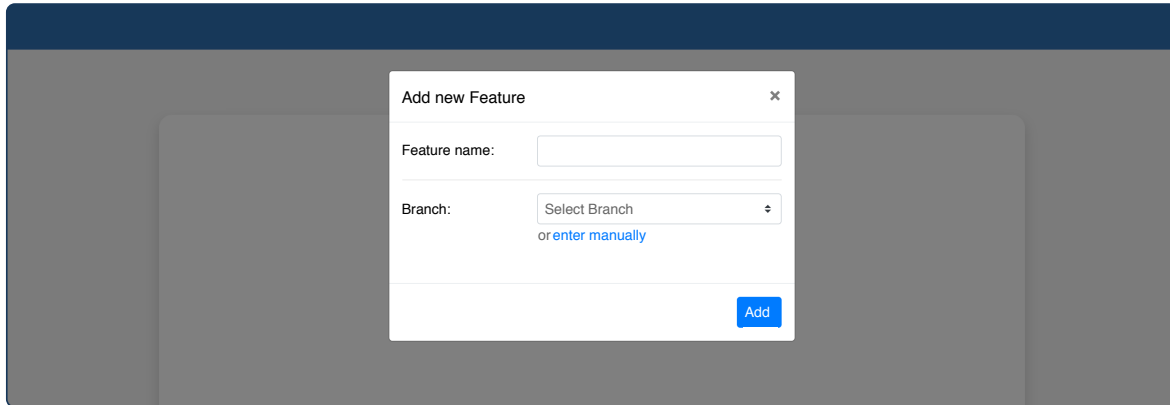 Add new Feature ×
Feature name:
Branch: Select Branch
or enter manually
Add